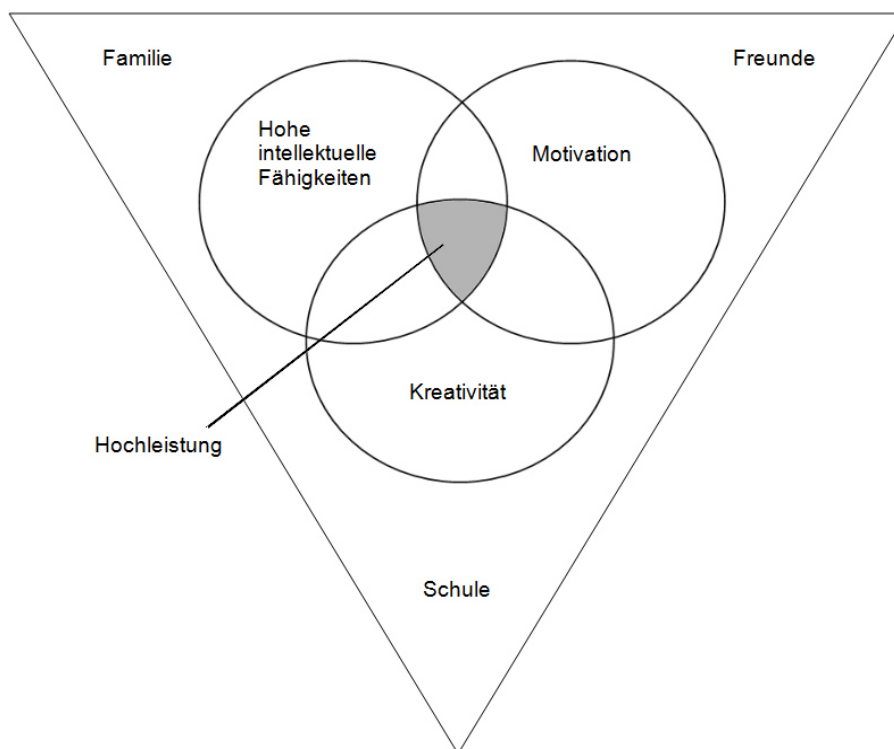 Familie
Freunde
Hohe
intellektuelle
Fähigkeiten
Motivation
Kreativität
Hochleistung
Schule